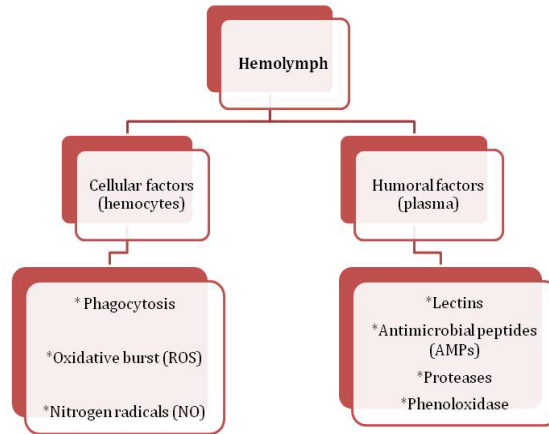 Hemolymph
Cellular factors
(hemocytes)
Humoral factors
(plasma)
*Phagocytosis
*Oxidative burst (ROS)
*Nitrogen radicals (NO)
*Lectins
*Antimicrobial peptides
(AMPs)
*Proteases
*Phenoloxidase